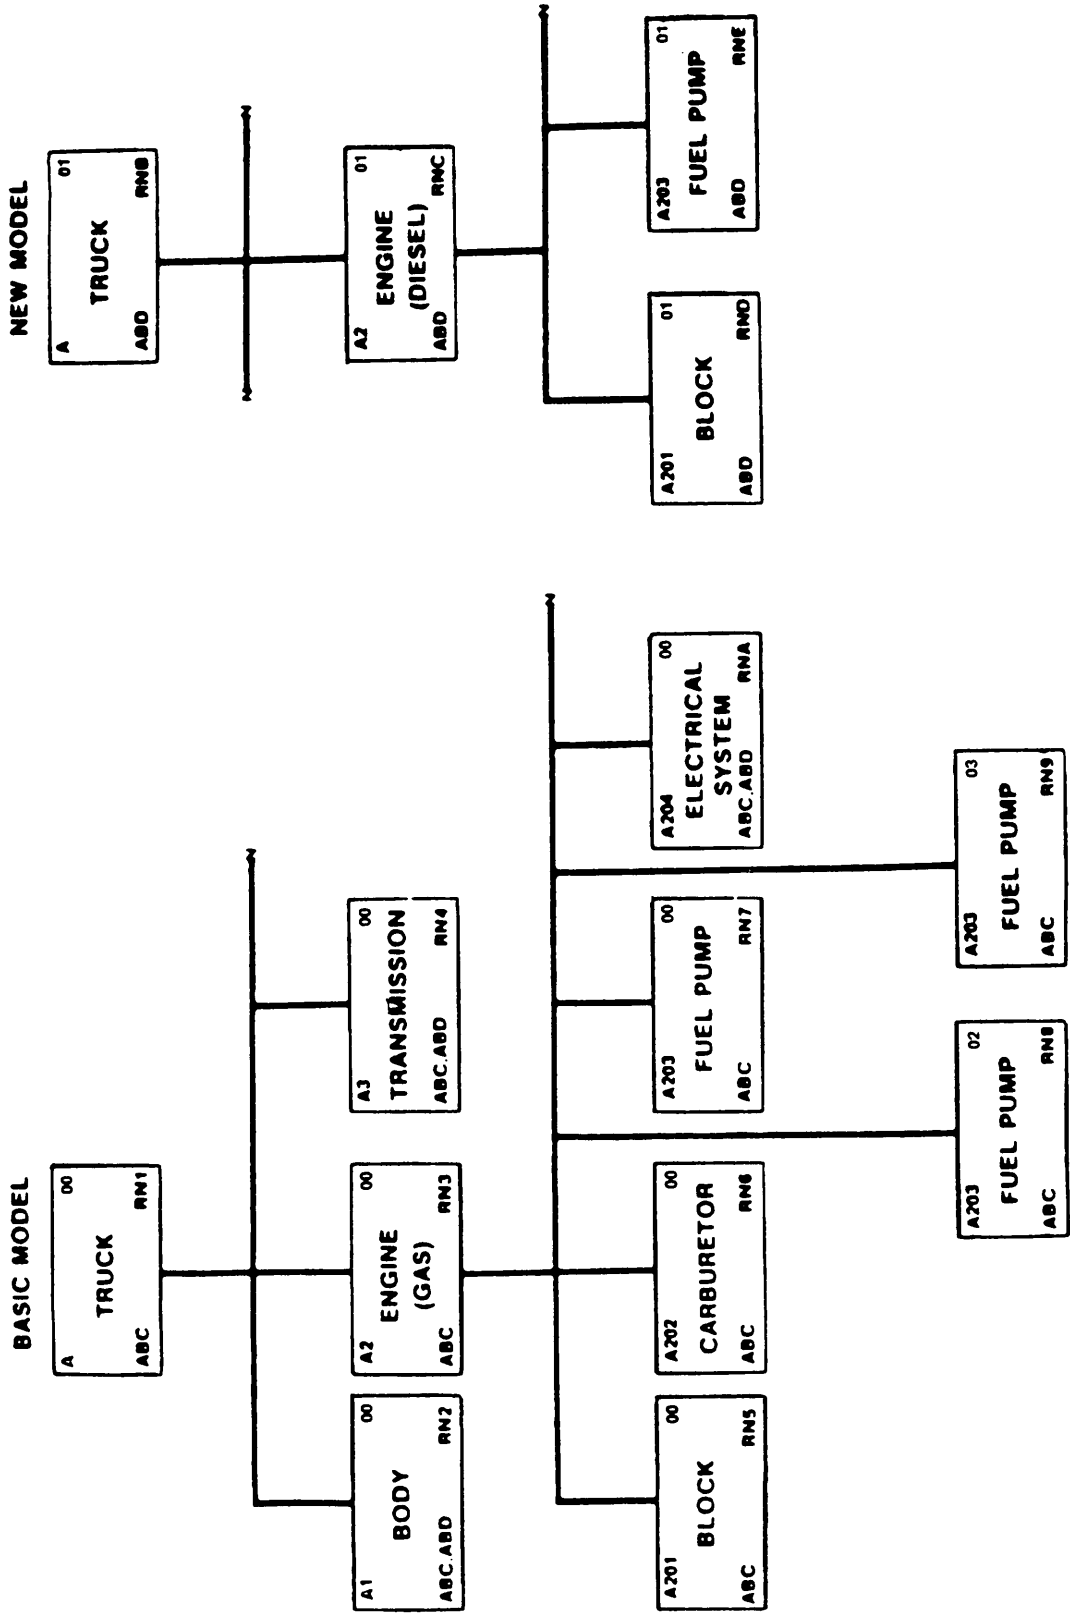 BASIC MODEL
NEW MODEL
A 00
TRUCK
ABC RN1
A1 00
BODY
ABC.ABD RN2
A2 00
ENGINE
(GAS)
ABC RN3
A3 00
TRANSMISSION
ABC.ABD RN4
A201 00
BLOCK
ABC RN5
A202 00
CARBURETOR
ABC RN6
A203 00
FUEL PUMP
ABC RN7
A204 00
ELECTRICAL
SYSTEM
ABC.ABD RNA
A203 02
FUEL PUMP
ABC RN8
A203 03
FUEL PUMP
ABC RN9
A 01
TRUCK
ABD RNB
A2 01
ENGINE
(DIESEL)
ABD RNC
A201 01
BLOCK
ABD RND
A203 01
FUEL PUMP
ABD RNE